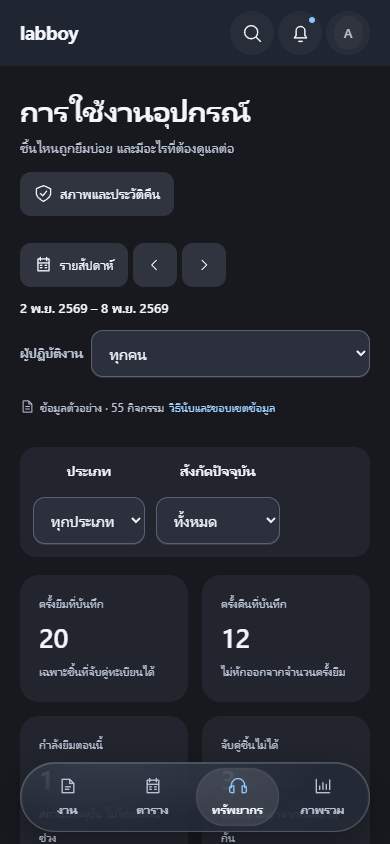 labboy
A
การใช้งานอุปกรณ์
ชิ้นไหนถูกยืมบ่อย และมีอะไรที่ต้องดูแลต่อ
สภาพและประวัติคืน
รายสัปดาห์
2 พ.ย. 2569 – 8 พ.ย. 2569
ผู้ปฏิบัติงาน ทุกคน
ข้อมูลตัวอย่าง · 55 กิจกรรม วิธีนับและขอบเขตข้อมูล
ประเภท สังกัดปัจจุบัน
ทุกประเภท ทั้งหมด
ครั้งยืมที่บันทึก
20
เฉพาะชิ้นที่จับคู่ทะเบียนได้
ครั้งคืนที่บันทึก
12
ไม่หักออกจากจำนวนครั้งยืม
กำลังยืมตอนนี้
1
ช่วง
จับคู่ชิ้นไม่ได้
3
กัน
งาน ตาราง ทรัพยากร ภาพรวม